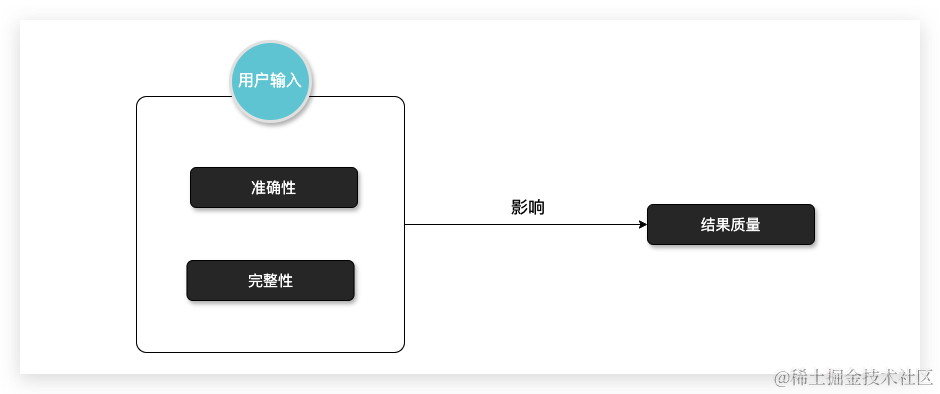 用户输入
准确性
完整性
影响
结果质量
@稀土掘金技术社区